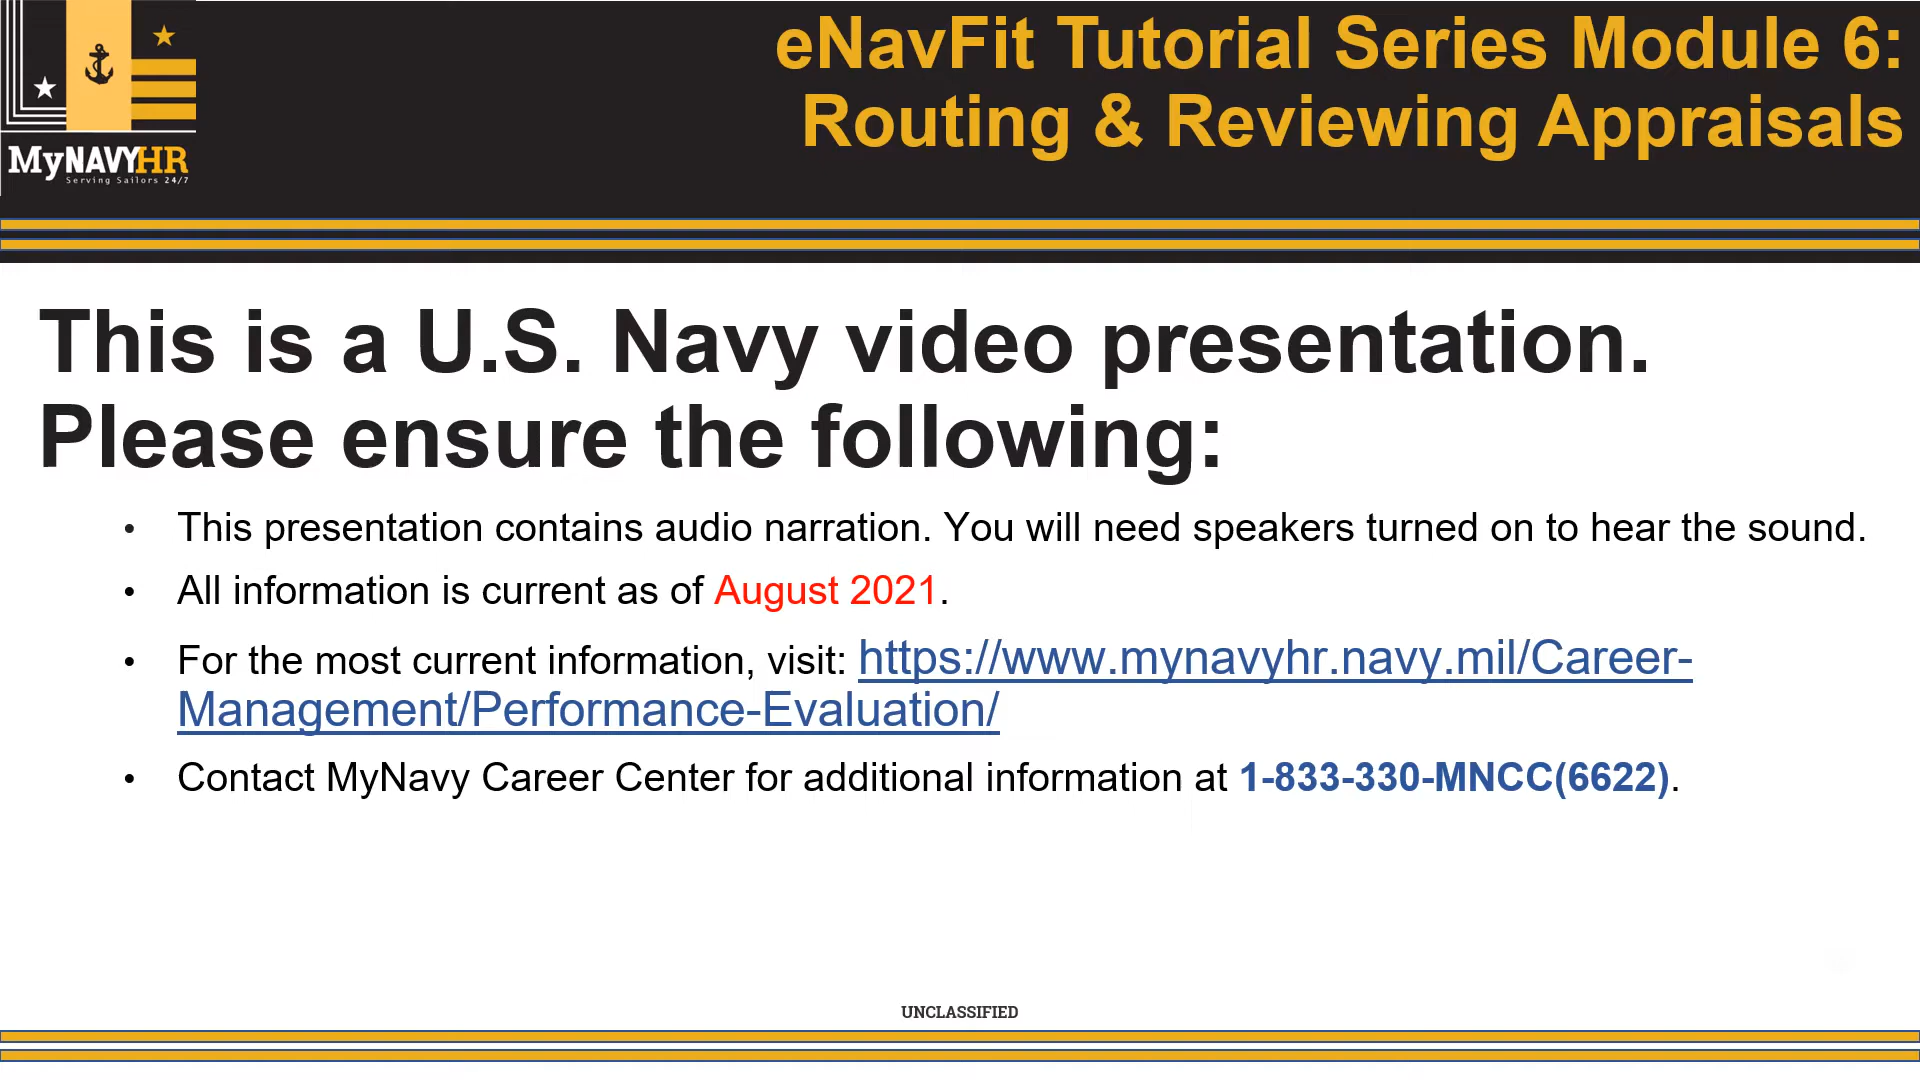 eNavFit Tutorial Series Module 6:
Routing & Reviewing Appraisals
MyNAVYHR
Serving Sailors 24/7
This is a U.S. Navy video presentation.
Please ensure the following:
• This presentation contains audio narration. You will need speakers turned on to hear the sound.
• All information is current as of August 2021.
• For the most current information, visit: https://www.mynavyhr.navy.mil/Career-
Management/Performance-Evaluation/
• Contact MyNavy Career Center for additional information at 1-833-330-MNCC(6622).
UNCLASSIFIED